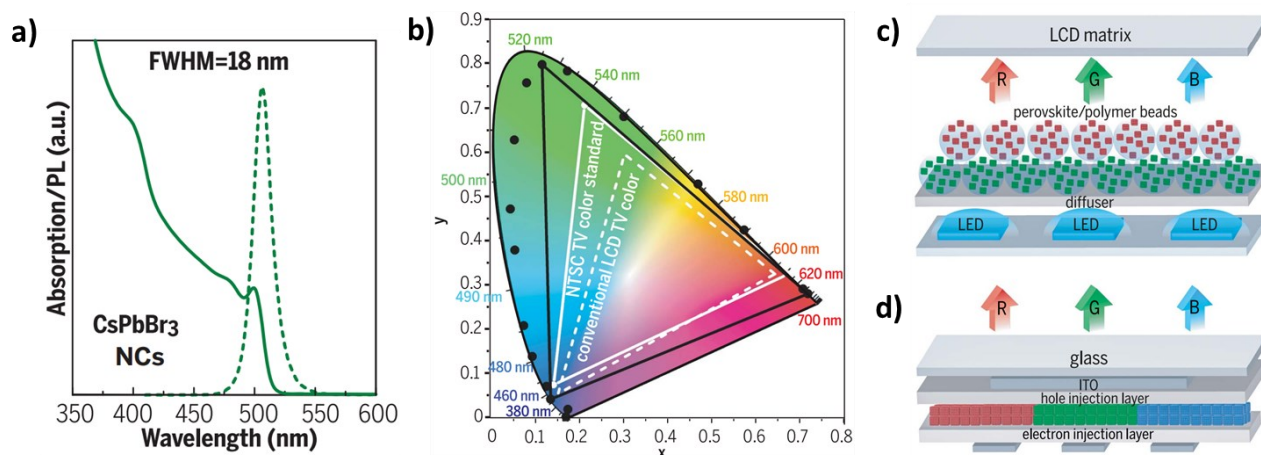 a)
FWHM=18 nm
CsPbBr₃
NCs
Absorption/PL (a.u.)
350 400 450 500 550 600
Wavelength (nm)
b)
0.9
0.8
0.7
0.6
0.5
0.4
0.3
0.2
0.1
0
y
0 0.1 0.2 0.3 0.4 0.5 0.6 0.7 0.8
x
520 nm
540 nm
560 nm
580 nm
600 nm
620 nm
700 nm
500 nm
490 nm
480 nm
460 nm
380 nm
NTSC TV color standard
conventional LCD TV color
c)
LCD matrix
R G B
perovskite/polymer beads
diffuser
LED LED LED
d)
R G B
glass
ITO
hole injection layer
electron injection layer